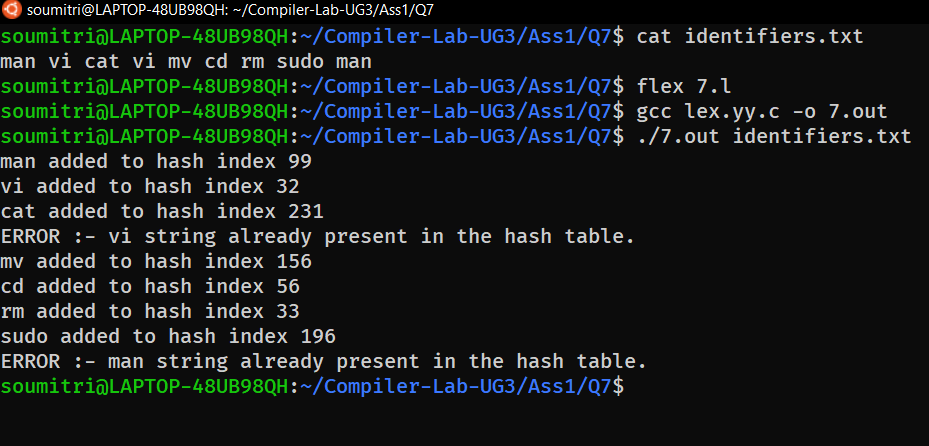 soumitri@LAPTOP-48UB98QH: ~/Compiler-Lab-UG3/Ass1/Q7
soumitri@LAPTOP-48UB98QH:~/Compiler-Lab-UG3/Ass1/Q7$ cat identifiers.txt
man vi cat vi mv cd rm sudo man
soumitri@LAPTOP-48UB98QH:~/Compiler-Lab-UG3/Ass1/Q7$ flex 7.l
soumitri@LAPTOP-48UB98QH:~/Compiler-Lab-UG3/Ass1/Q7$ gcc lex.yy.c -o 7.out
soumitri@LAPTOP-48UB98QH:~/Compiler-Lab-UG3/Ass1/Q7$ ./7.out identifiers.txt
man added to hash index 99
vi added to hash index 32
cat added to hash index 231
ERROR :- vi string already present in the hash table.
mv added to hash index 156
cd added to hash index 56
rm added to hash index 33
sudo added to hash index 196
ERROR :- man string already present in the hash table.
soumitri@LAPTOP-48UB98QH:~/Compiler-Lab-UG3/Ass1/Q7$